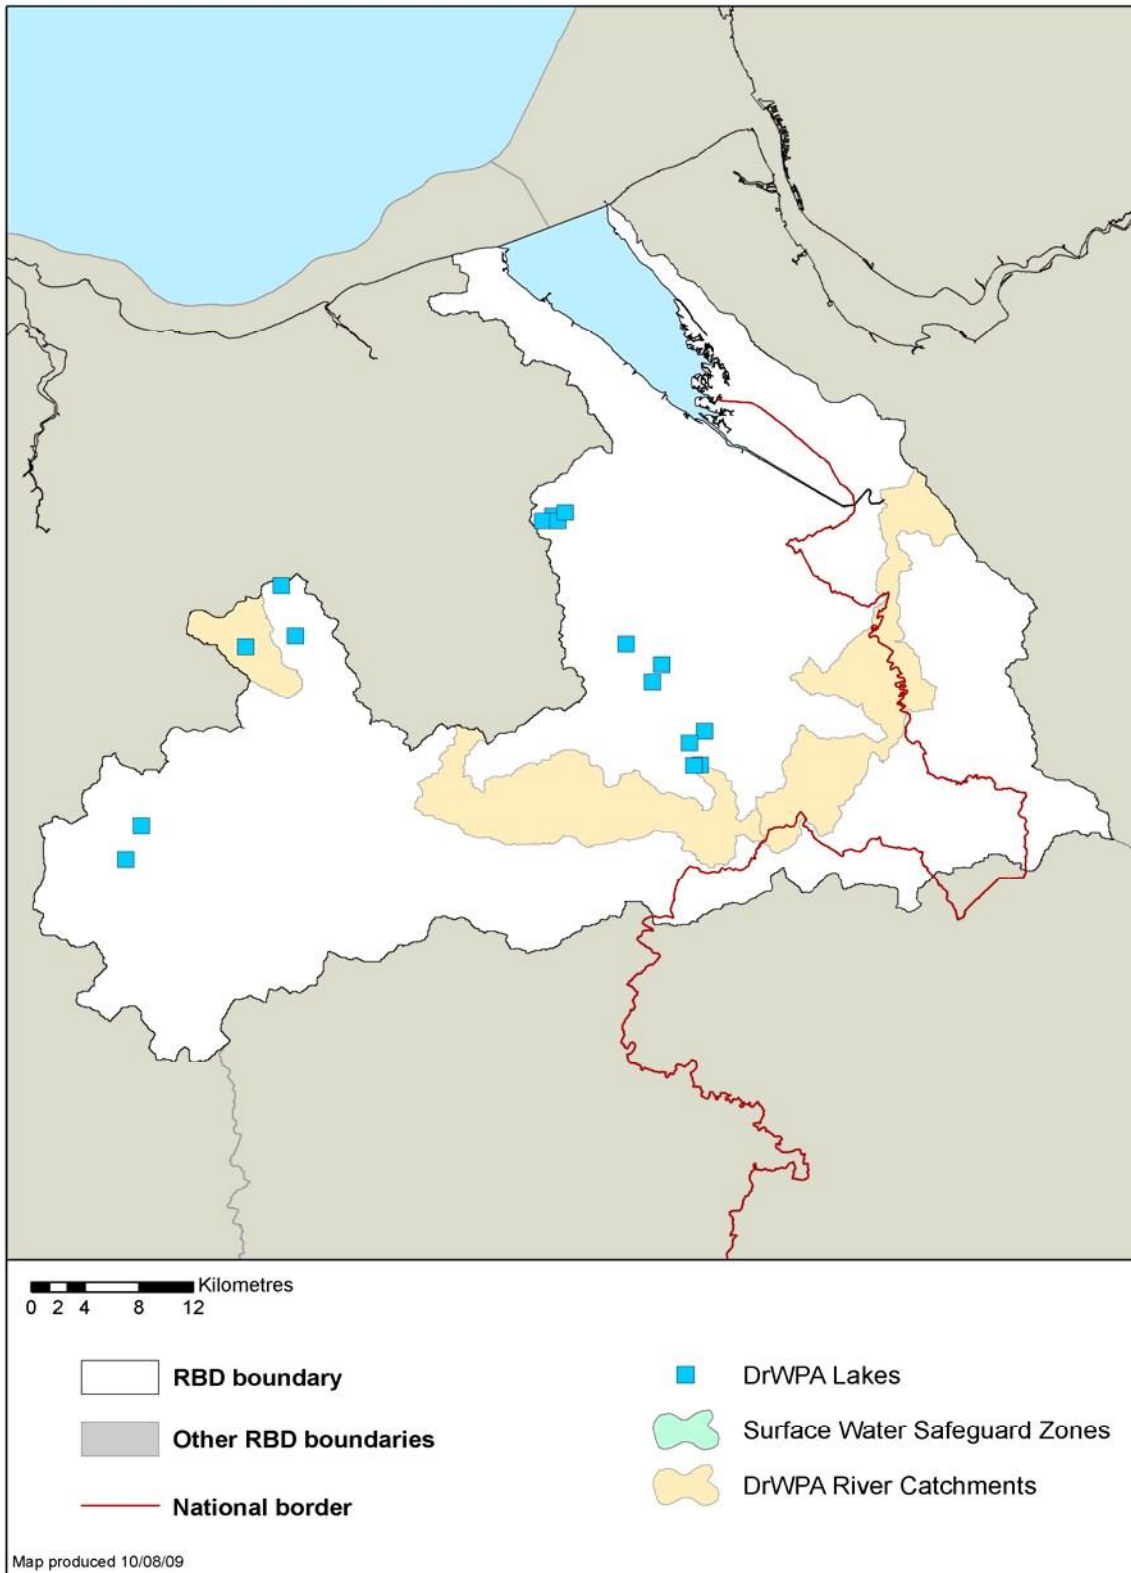 Kilometres
0 2 4 8 12
RBD boundary
Other RBD boundaries
National border
DrWPA Lakes
Surface Water Safeguard Zones
DrWPA River Catchments
Map produced 10/08/09